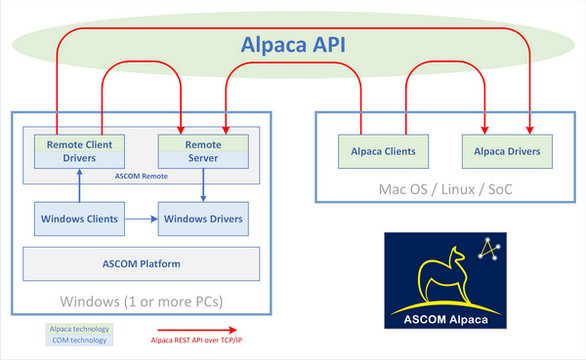 Alpaca API
Remote Client
Drivers
Remote
Server
ASCOM Remote
Windows Clients
Windows Drivers
ASCOM Platform
Windows (1 or more PCs)
Alpaca Clients
Alpaca Drivers
Mac OS / Linux / SoC
ASCOM Alpaca
Alpaca technology
COM technology
Alpaca REST API over TCP/IP